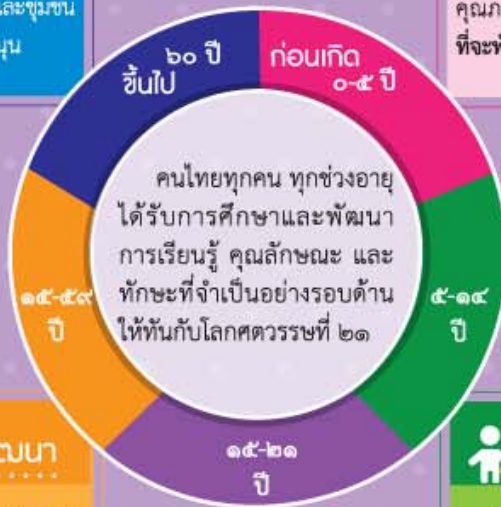 และชุมชน
คุณภ
ที่จะพั
๖๐ ปี
ขึ้นไป
ก่อนเกิด
๐-๕ ปี
คนไทยทุกคน ทุกช่วงอายุ
ได้รับการศึกษาและพัฒนา
การเรียนรู้ คุณลักษณะ และ
ทักษะที่จำเป็นอย่างรอบด้าน
ให้ทันกับโลกศตวรรษที่ ๒๑
๑๕-๕๙
ปี
๕-๑๔
ปี
๑๕-๒๑
ปี